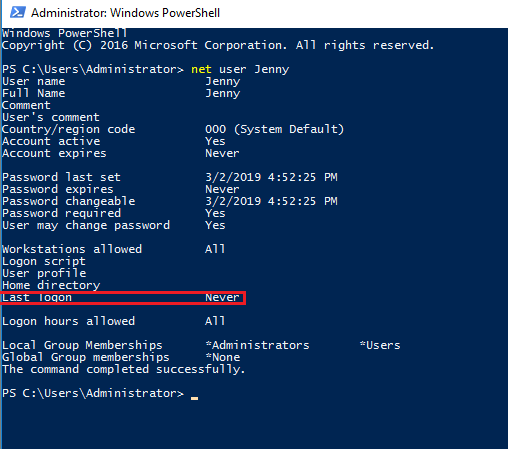 Administrator: Windows PowerShell
Windows PowerShell
Copyright (C) 2016 Microsoft Corporation. All rights reserved.
PS C:\Users\Administrator> net user Jenny
User name Jenny
Full Name Jenny
Comment
User's comment
Country/region code 000 (System Default)
Account active Yes
Account expires Never
Password last set 3/2/2019 4:52:25 PM
Password expires Never
Password changeable 3/2/2019 4:52:25 PM
Password required Yes
User may change password Yes
Workstations allowed All
Logon script
User profile
Home directory
Last logon Never
Logon hours allowed All
Local Group Memberships *Administrators *Users
Global Group memberships *None
The command completed successfully.
PS C:\Users\Administrator> _